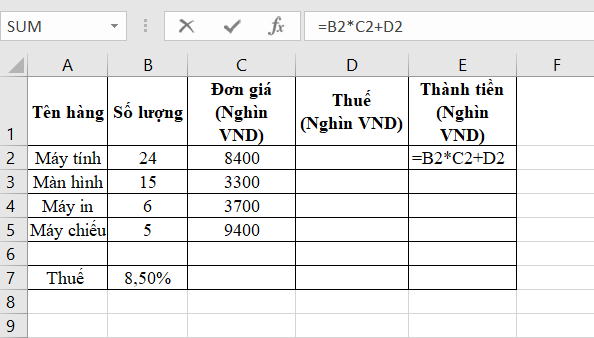 SUM =B2*C2+D2
A B C D E F
1 Tên hàng Số lượng Đơn giá (Nghìn VND) Thuế (Nghìn VND) Thành tiền (Nghìn VND)
2 Máy tính 24 8400 =B2*C2+D2
3 Màn hình 15 3300
4 Máy in 6 3700
5 Máy chiếu 5 9400
6
7 Thuế 8,50%
8
9